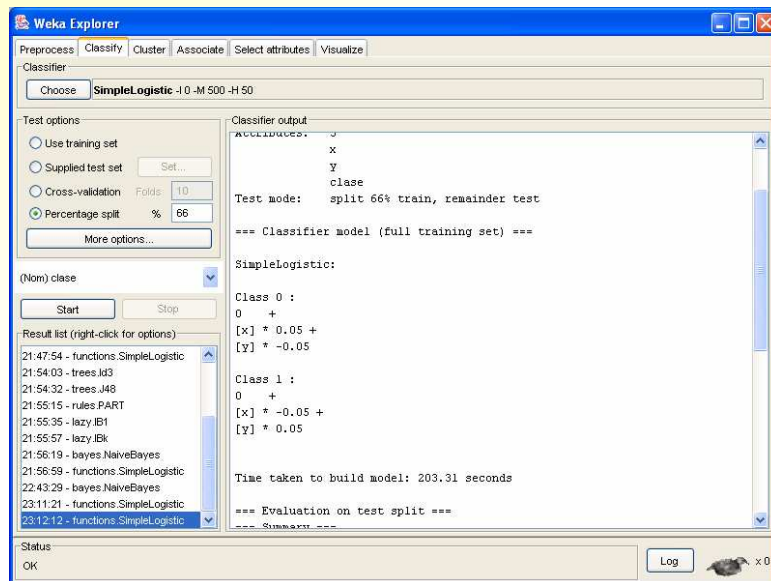 Weka Explorer
Preprocess Classify Cluster Associate Select attributes Visualize
Classifier
Choose SimpleLogistic -I 0 -M 500 -H 50
Test options
Use training set
Supplied test set Set...
Cross-validation Folds 10
Percentage split % 66
More options...
(Nom) clase
Start Stop
Result list (right-click for options)
21:47:54 - functions.SimpleLogistic
21:54:03 - trees.Id3
21:54:32 - trees.J48
21:55:15 - rules.PART
21:55:35 - lazy.IB1
21:55:57 - lazy.IBk
21:56:19 - bayes.NaiveBayes
21:56:59 - functions.SimpleLogistic
22:43:29 - bayes.NaiveBayes
23:11:21 - functions.SimpleLogistic
23:12:12 - functions.SimpleLogistic
Classifier output
Attributes: 3
x
y
clase
Test mode: split 66% train, remainder test
=== Classifier model (full training set) ===
SimpleLogistic:
Class 0 :
0 +
[x] * 0.05 +
[y] * -0.05
Class 1 :
0 +
[x] * -0.05 +
[y] * 0.05
Time taken to build model: 203.31 seconds
=== Evaluation on test split ===
=== Summary ===
Status
OK
Log x 0